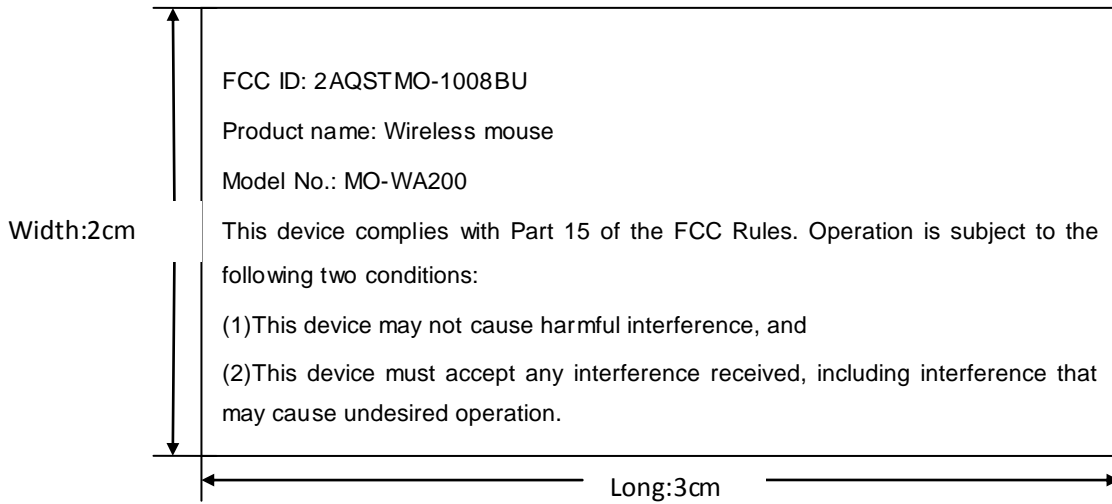 FCC ID: 2AQSTMO-1008BU
Product name: Wireless mouse
Model No.: MO-WA200
Width:2cm
This device complies with Part 15 of the FCC Rules. Operation is subject to the
following two conditions:
(1)This device may not cause harmful interference, and
(2)This device must accept any interference received, including interference that
may cause undesired operation.
Long:3cm